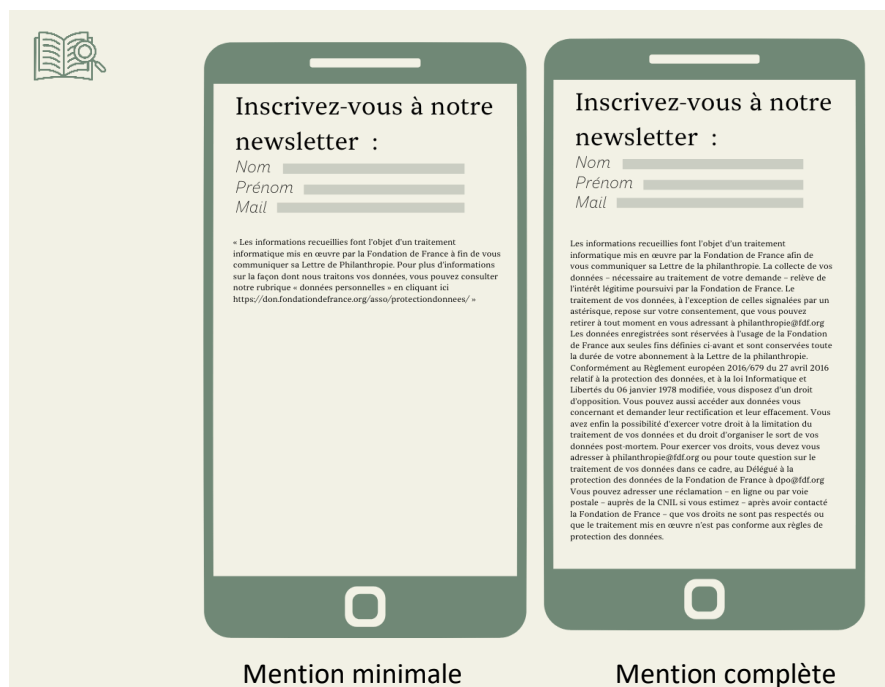 Inscrivez-vous à notre
newsletter :
Nom
Prénom
Mail
« Les informations recueillies font l'objet d'un traitement
informatique mis en œuvre par la Fondation de France à fin de vous
communiquer sa Lettre de Philanthropie. Pour plus d'informations
sur la façon dont nous traitons vos données, vous pouvez consulter
notre rubrique « données personnelles » en cliquant ici
https://don.fondationdefrance.org/asso/protectiondonnees/ »
Mention minimale
Inscrivez-vous à notre
newsletter :
Nom
Prénom
Mail
Les informations recueillies font l'objet d'un traitement
informatique mis en œuvre par la Fondation de France afin de
vous communiquer sa Lettre de la philanthropie. La collecte de vos
données – nécessaire au traitement de votre demande – relève de
l'intérêt légitime poursuivi par la Fondation de France. Le
traitement de vos données, à l'exception de celles signalées par un
astérisque, repose sur votre consentement, que vous pouvez
retirer à tout moment en vous adressant à philanthropie@fdf.org
Les données enregistrées sont réservées à l'usage de la Fondation
de France aux seules fins définies ci-avant et sont conservées toute
la durée de votre abonnement à la Lettre de la philanthropie.
Conformément au Règlement européen 2016/679 du 27 avril 2016
relatif à la protection des données, et à la loi Informatique et
Libertés du 06 janvier 1978 modifiée, vous disposez d'un droit
d'opposition. Vous pouvez aussi accéder aux données vous
concernant et demander leur rectification et leur effacement. Vous
avez enfin la possibilité d'exercer votre droit à la limitation du
traitement de vos données et du droit d'organiser le sort de vos
données post-mortem. Pour exercer vos droits, vous devez vous
adresser à philanthropie@fdf.org ou pour toute question sur le
traitement de vos données dans ce cadre, au Délégué à la
protection des données de la Fondation de France à dpo@fdf.org
Vous pouvez adresser une réclamation – en ligne ou par voie
postale – auprès de la CNIL si vous estimez – après avoir contacté
la Fondation de France – que vos droits ne sont pas respectés ou
que le traitement mis en œuvre n'est pas conforme aux règles de
protection des données.
Mention complète